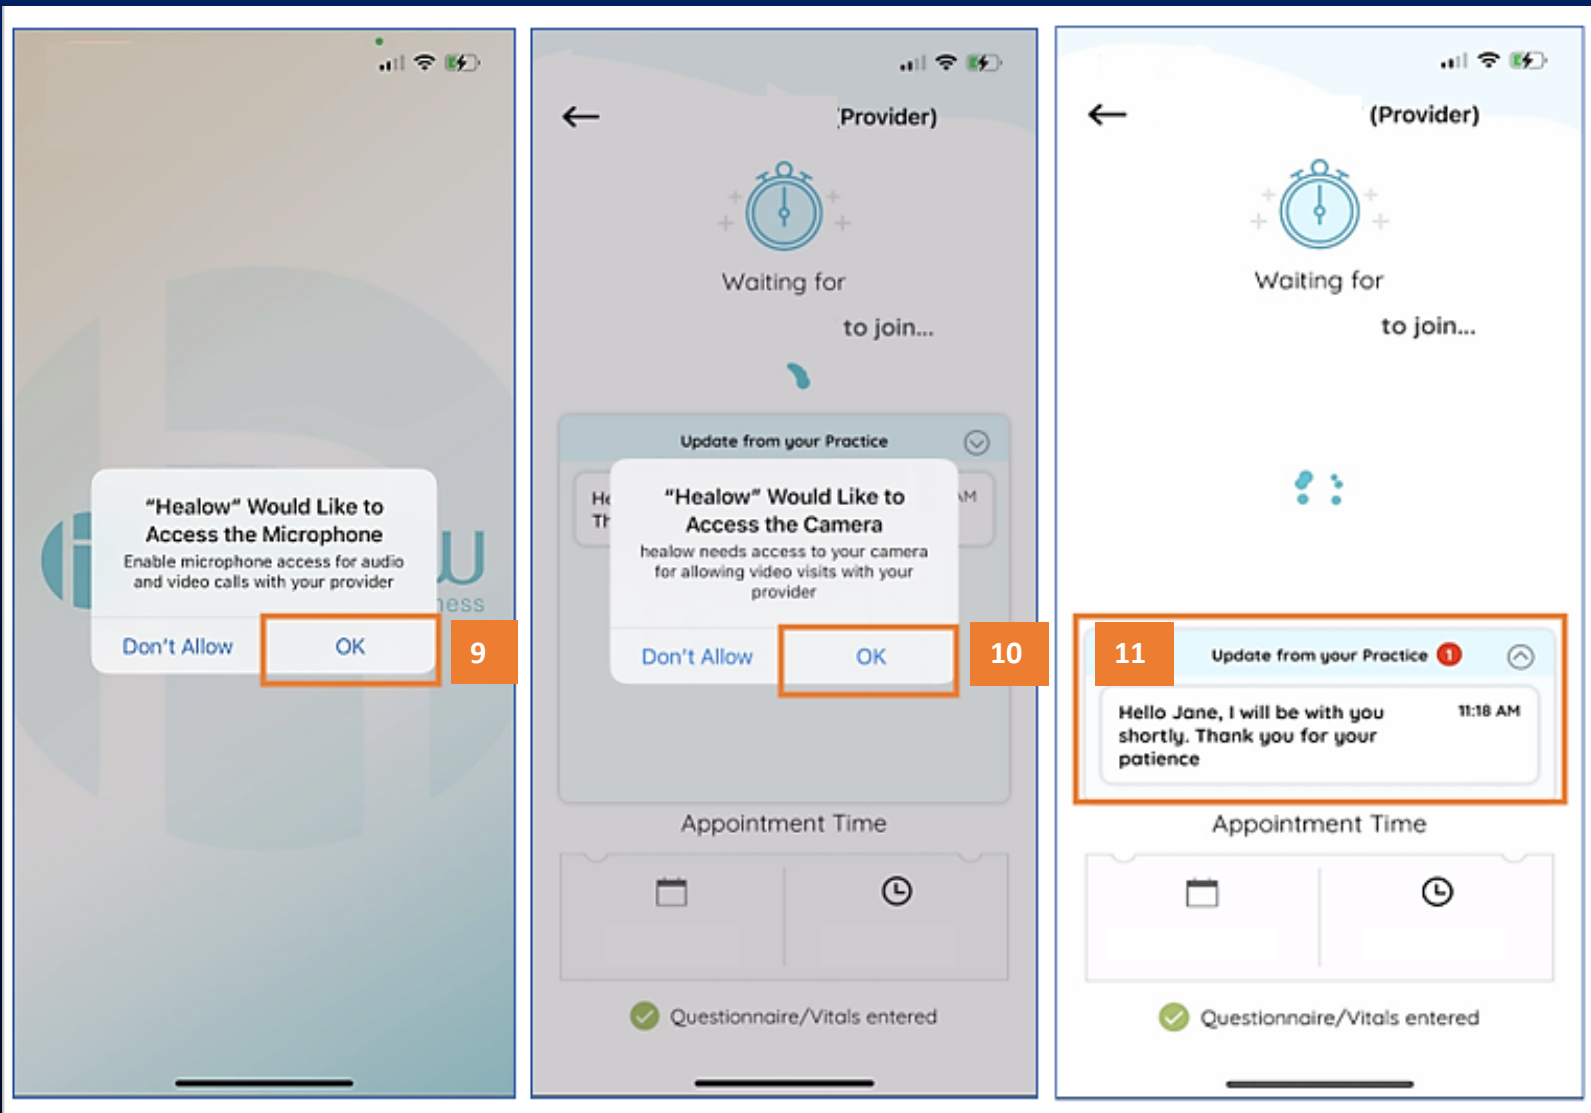 "Healow" Would Like to
Access the Microphone
Enable microphone access for audio
and video calls with your provider
Don't Allow
OK
9
(Provider)
Waiting for
to join...
Update from your Practice
He
Th
AM
"Healow" Would Like to
Access the Camera
healow needs access to your camera
for allowing video visits with your
provider
Don't Allow
OK
10
Appointment Time
Questionnaire/Vitals entered
(Provider)
Waiting for
to join...
11
Update from your Practice 1
Hello Jane, I will be with you 11:18 AM
shortly. Thank you for your
patience
Appointment Time
Questionnaire/Vitals entered